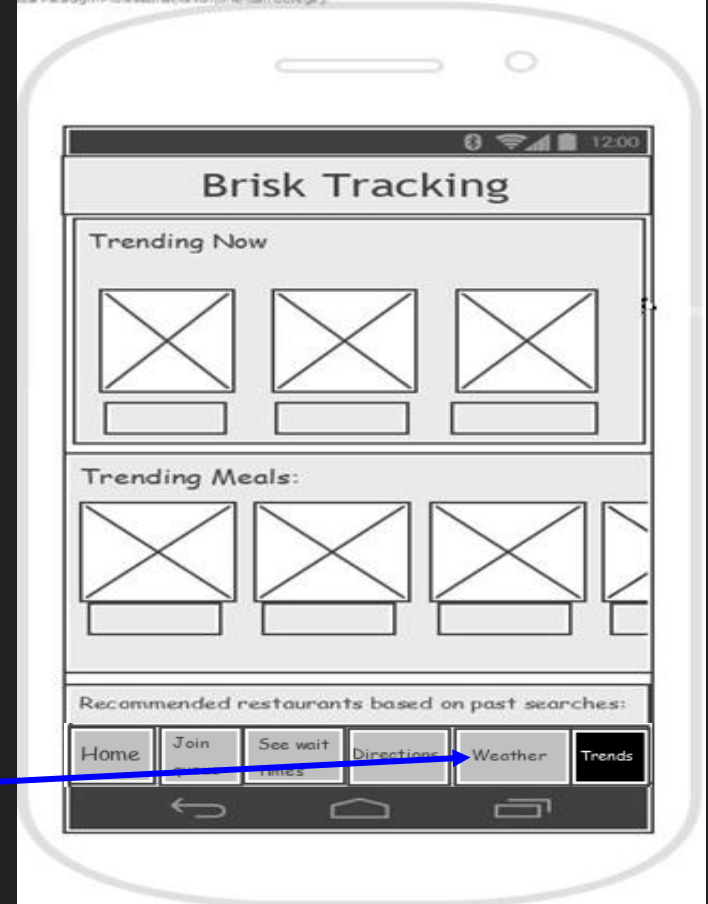 12:00
Brisk Tracking
Trending Now
Trending Meals:
Recommended restaurants based on past searches:
Home
Join
See wait
Times
Directions
Weather
Trends